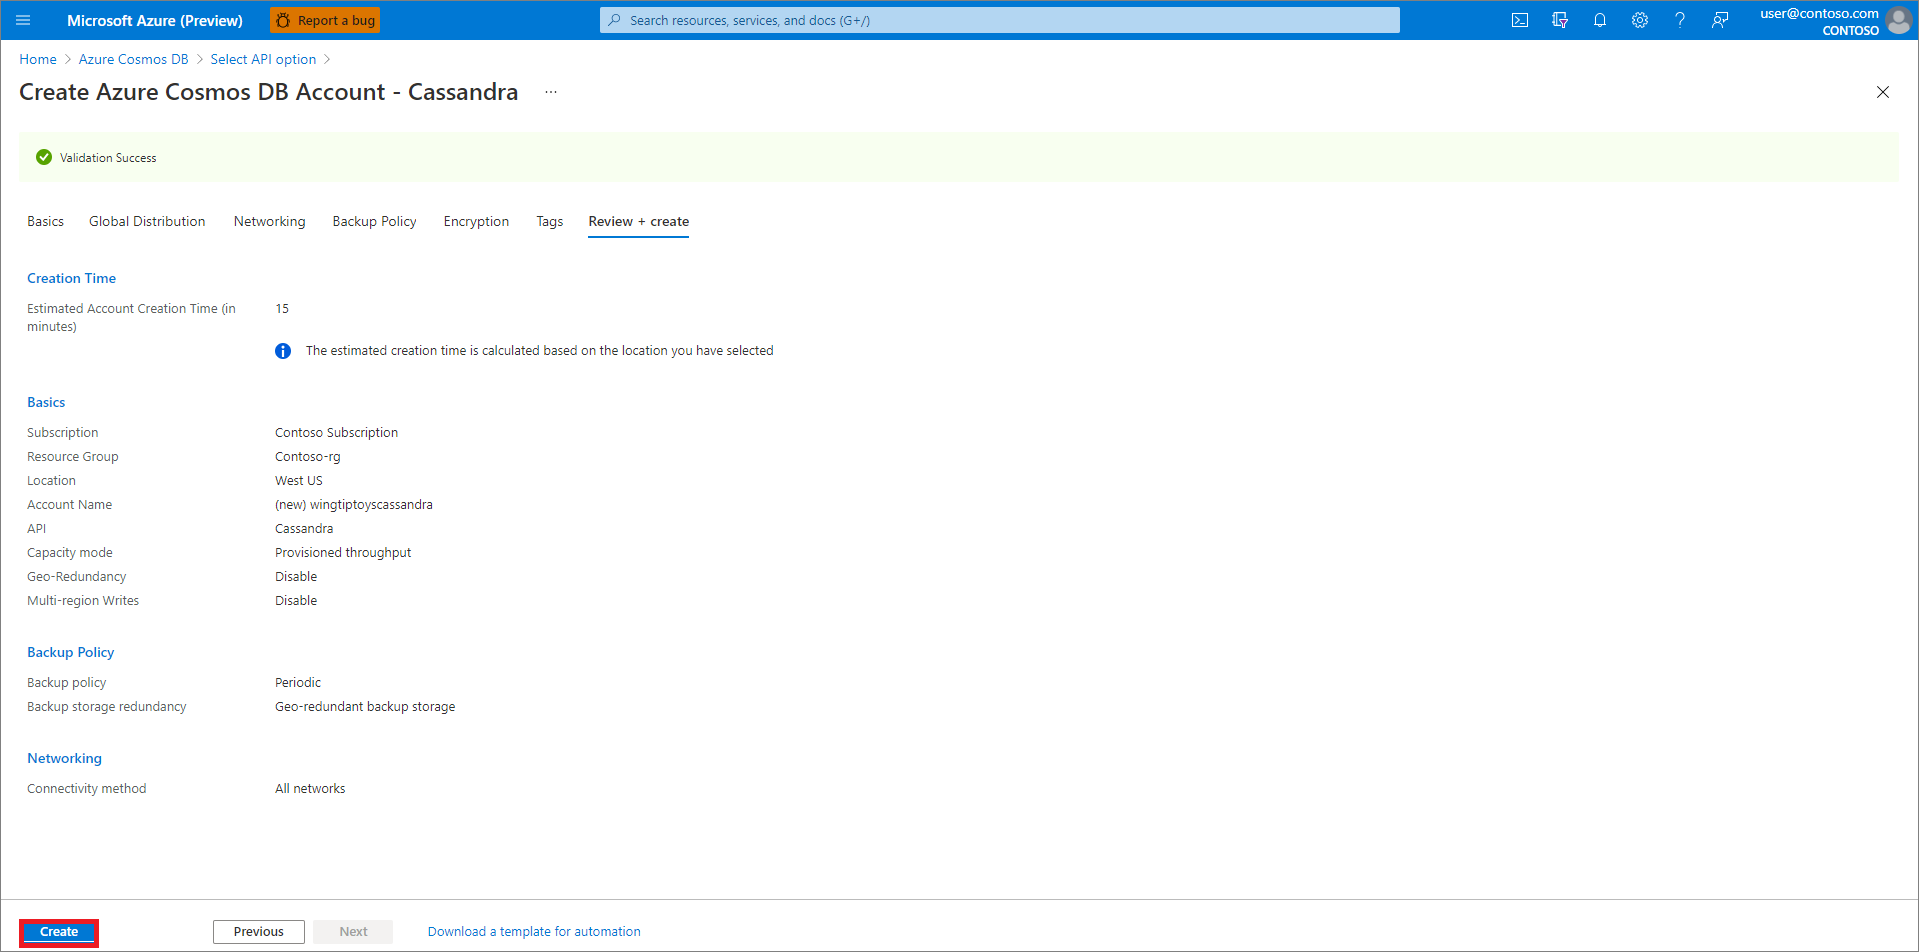 Microsoft Azure (Preview)
Report a bug
Search resources, services, and docs (G+/)
user@contoso.com
CONTOSO
Home > Azure Cosmos DB > Select API option >
Create Azure Cosmos DB Account - Cassandra ...
Validation Success
Basics Global Distribution Networking Backup Policy Encryption Tags Review + create
Creation Time
Estimated Account Creation Time (in
minutes)
15
The estimated creation time is calculated based on the location you have selected
Basics
Subscription Contoso Subscription
Resource Group Contoso-rg
Location West US
Account Name (new) wingtiptoyscassandra
API Cassandra
Capacity mode Provisioned throughput
Geo-Redundancy Disable
Multi-region Writes Disable
Backup Policy
Backup policy Periodic
Backup storage redundancy Geo-redundant backup storage
Networking
Connectivity method All networks
Create Previous Next Download a template for automation